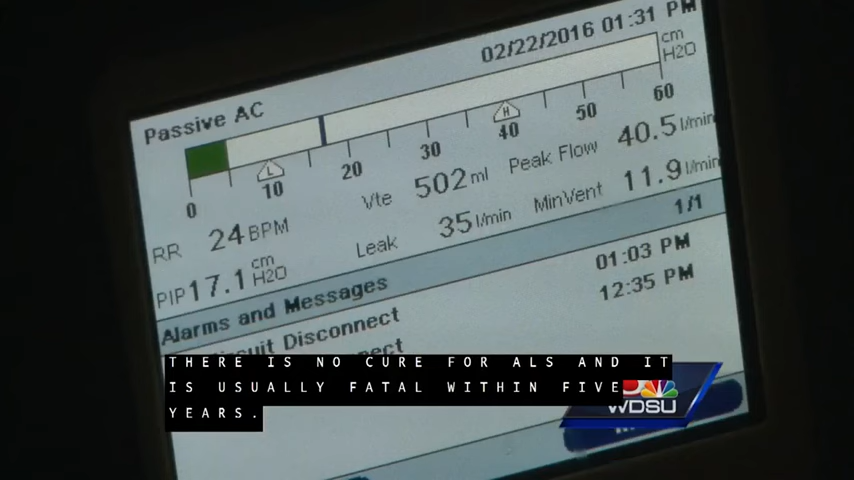 02/22/2016 01:31 PM
Passive AC
cm
H2O
0 10 20 30 40 50 60
L H
Vte 502 ml Peak Flow 40.5 l/min
RR 24 BPM Leak 35 l/min MinVent 11.9 l/min
PIP 17.1 cm H2O
Alarms and Messages 1/1
Circuit Disconnect 01:03 PM
12:35 PM
THERE IS NO CURE FOR ALS AND IT
IS USUALLY FATAL WITHIN FIVE
YEARS.
WDSU